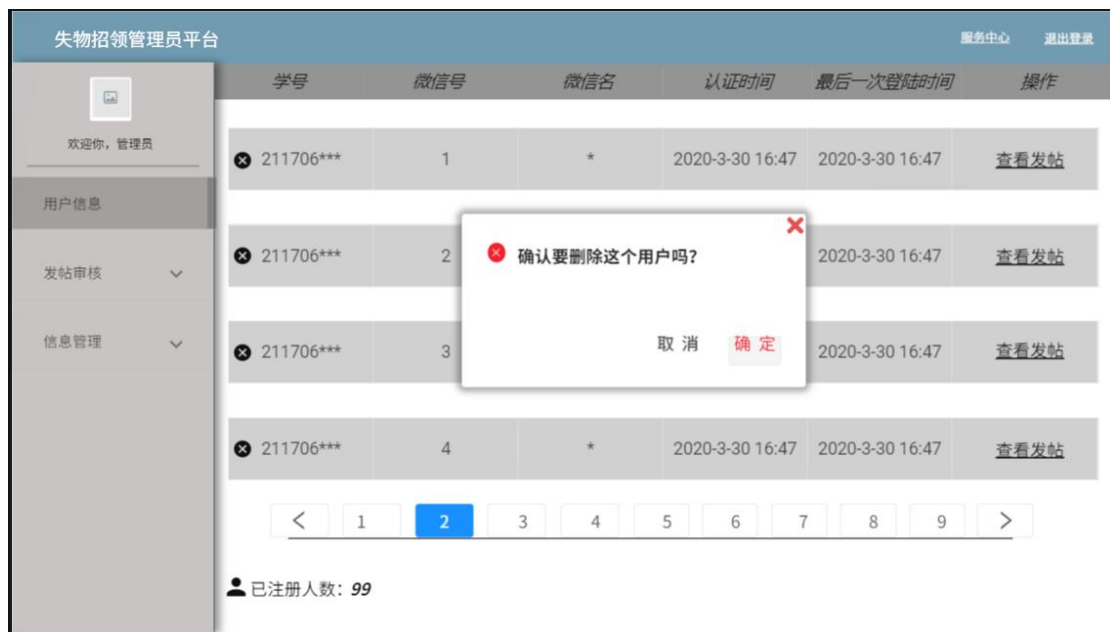 失物招领管理员平台 服务中心 退出登录
欢迎你，管理员
用户信息
发帖审核
信息管理
学号 微信号 微信名 认证时间 最后一次登陆时间 操作
211706*** 1 * 2020-3-30 16:47 2020-3-30 16:47 查看发帖
211706*** 2 2020-3-30 16:47 查看发帖
211706*** 3 2020-3-30 16:47 查看发帖
211706*** 4 * 2020-3-30 16:47 2020-3-30 16:47 查看发帖
确认要删除这个用户吗?
取 消 确 定
< 1 2 3 4 5 6 7 8 9 >
已注册人数：99